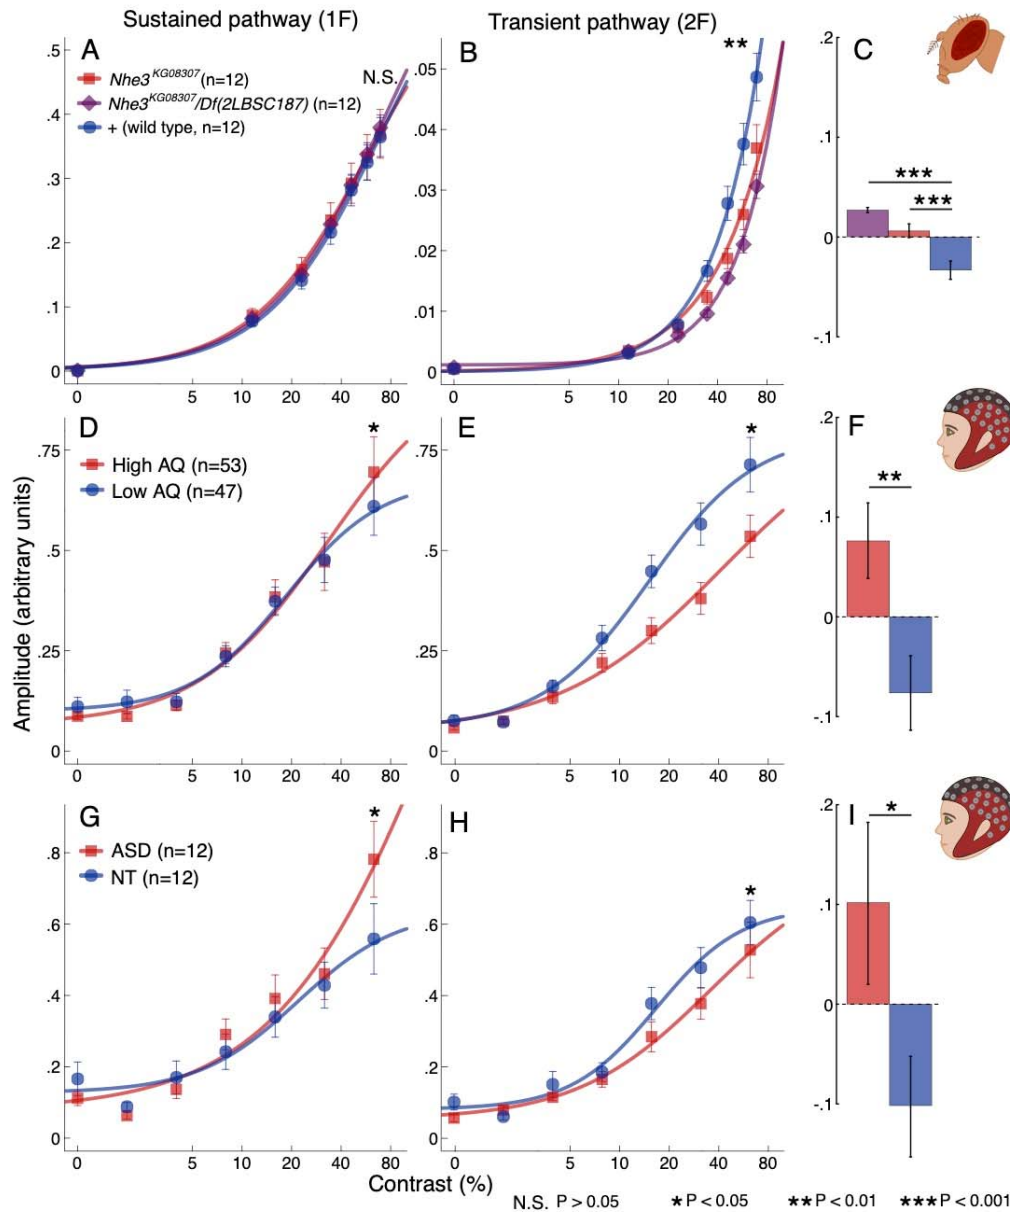 Sustained pathway (1F)
Transient pathway (2F)
A
.5
.4
.3
.2
.1
0
Nhe3KG08307 (n=12)
Nhe3KG08307/Df(2LBSC187) (n=12)
+ (wild type, n=12)
N.S.
0 5 10 20 40 80
B
.05
.04
.03
.02
.01
0
**
0 5 10 20 40 80
C
.2
.1
0
-.1
***
***
D
.75
.5
.25
0
High AQ (n=53)
Low AQ (n=47)
*
0 5 10 20 40 80
E
.75
.5
.25
0
*
0 5 10 20 40 80
F
.2
.1
0
-.1
**
Amplitude (arbitrary units)
G
.8
.6
.4
.2
0
ASD (n=12)
NT (n=12)
*
0 5 10 20 40 80
H
.8
.6
.4
.2
0
*
0 5 10 20 40 80
I
.2
.1
0
-.1
*
Contrast (%)
N.S. P > 0.05 *P < 0.05 **P < 0.01 ***P < 0.001